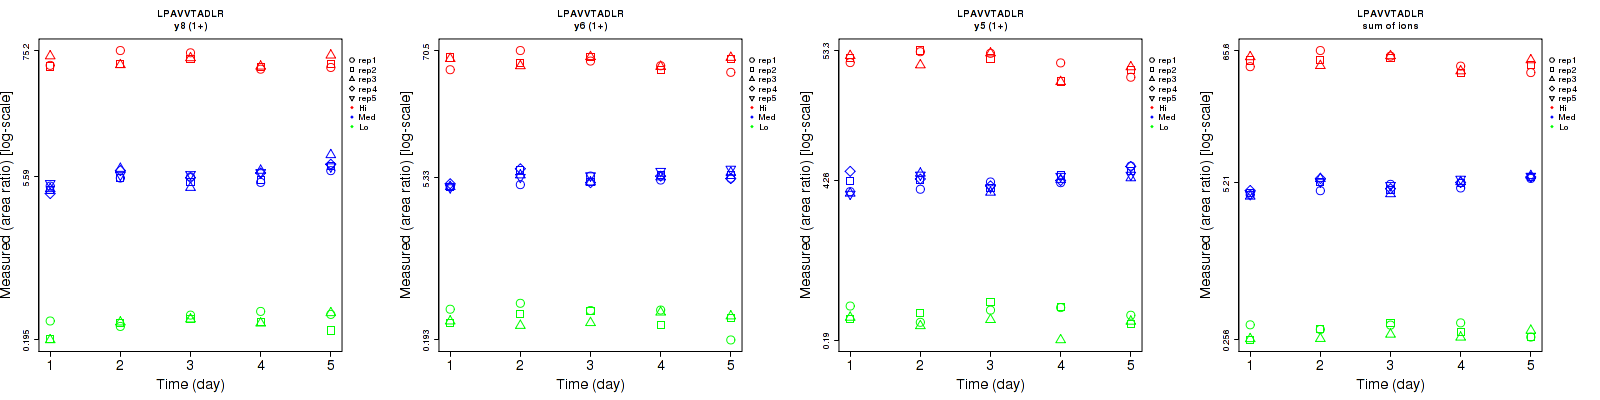 LPAVVTADLR
y8 (1+)
Measured (area ratio) [log-scale]
75.2
5.59
0.195
1 2 3 4 5
Time (day)
rep1
rep2
rep3
rep4
rep5
Hi
Med
Lo
LPAVVTADLR
y6 (1+)
Measured (area ratio) [log-scale]
70.5
5.33
0.193
1 2 3 4 5
Time (day)
rep1
rep2
rep3
rep4
rep5
Hi
Med
Lo
LPAVVTADLR
y5 (1+)
Measured (area ratio) [log-scale]
53.3
4.26
0.19
1 2 3 4 5
Time (day)
rep1
rep2
rep3
rep4
rep5
Hi
Med
Lo
LPAVVTADLR
sum of ions
Measured (area ratio) [log-scale]
65.6
5.21
0.256
1 2 3 4 5
Time (day)
rep1
rep2
rep3
rep4
rep5
Hi
Med
Lo